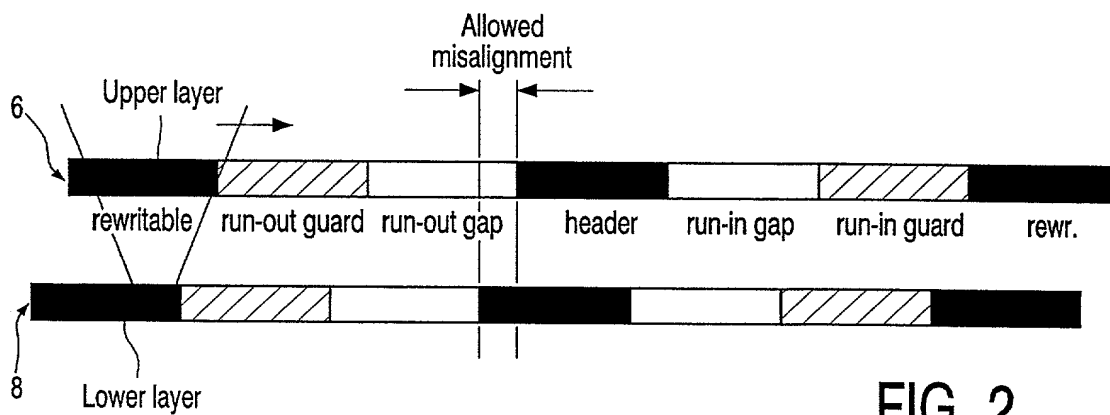 Allowed
misalignment
Upper layer
6
rewritable run-out guard run-out gap header run-in gap run-in guard rewr.
8
Lower layer
FIG. 2